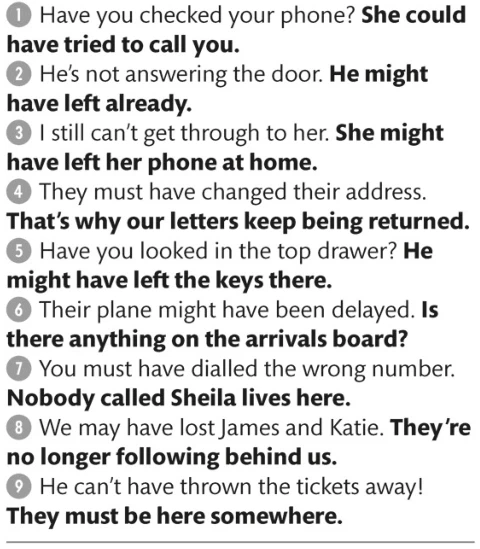 1 Have you checked your phone? She could
have tried to call you.
2 He's not answering the door. He might
have left already.
3 I still can't get through to her. She might
have left her phone at home.
4 They must have changed their address.
That's why our letters keep being returned.
5 Have you looked in the top drawer? He
might have left the keys there.
6 Their plane might have been delayed. Is
there anything on the arrivals board?
7 You must have dialled the wrong number.
Nobody called Sheila lives here.
8 We may have lost James and Katie. They're
no longer following behind us.
9 He can't have thrown the tickets away!
They must be here somewhere.